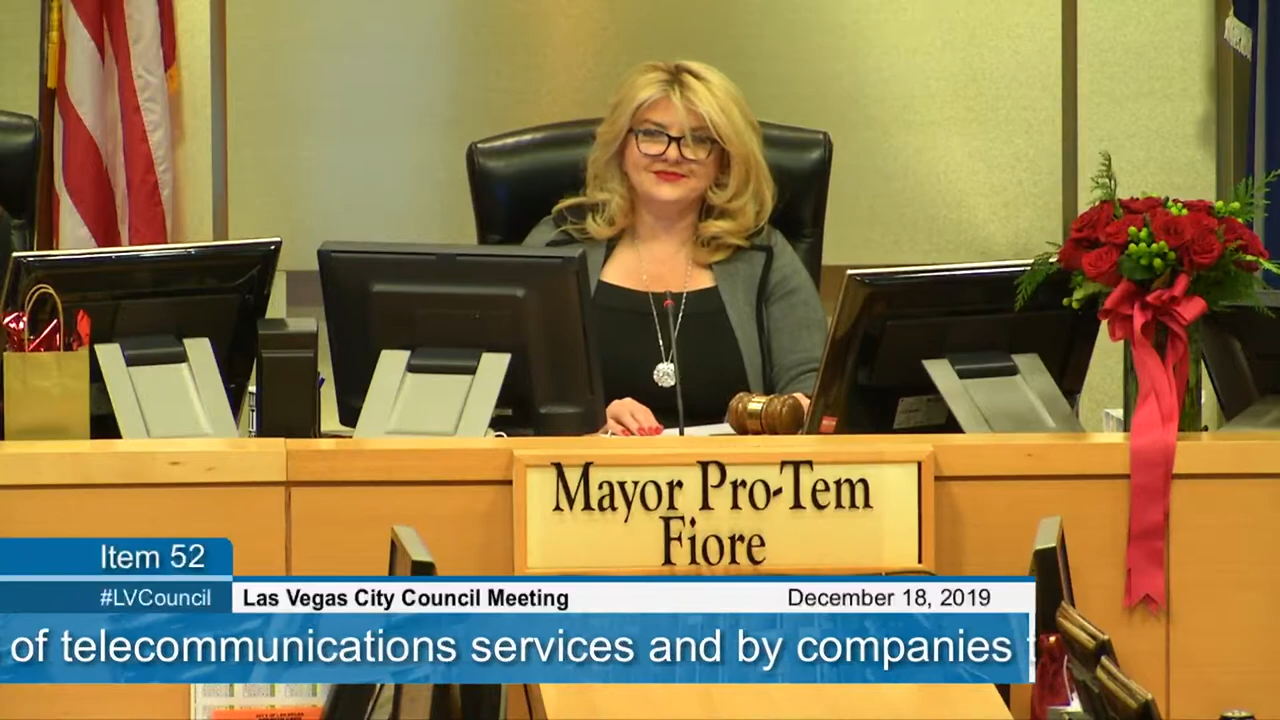 Mayor Pro-Tem
Fiore
Item 52
#LVCouncil
Las Vegas City Council Meeting
December 18, 2019
of telecommunications services and by companies